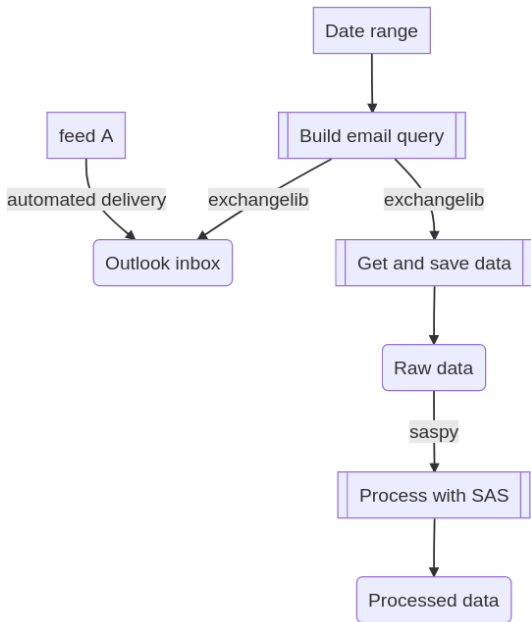 Date range
feed A
Build email query
automated delivery
exchangelib
exchangelib
Outlook inbox
Get and save data
Raw data
saspy
Process with SAS
Processed data